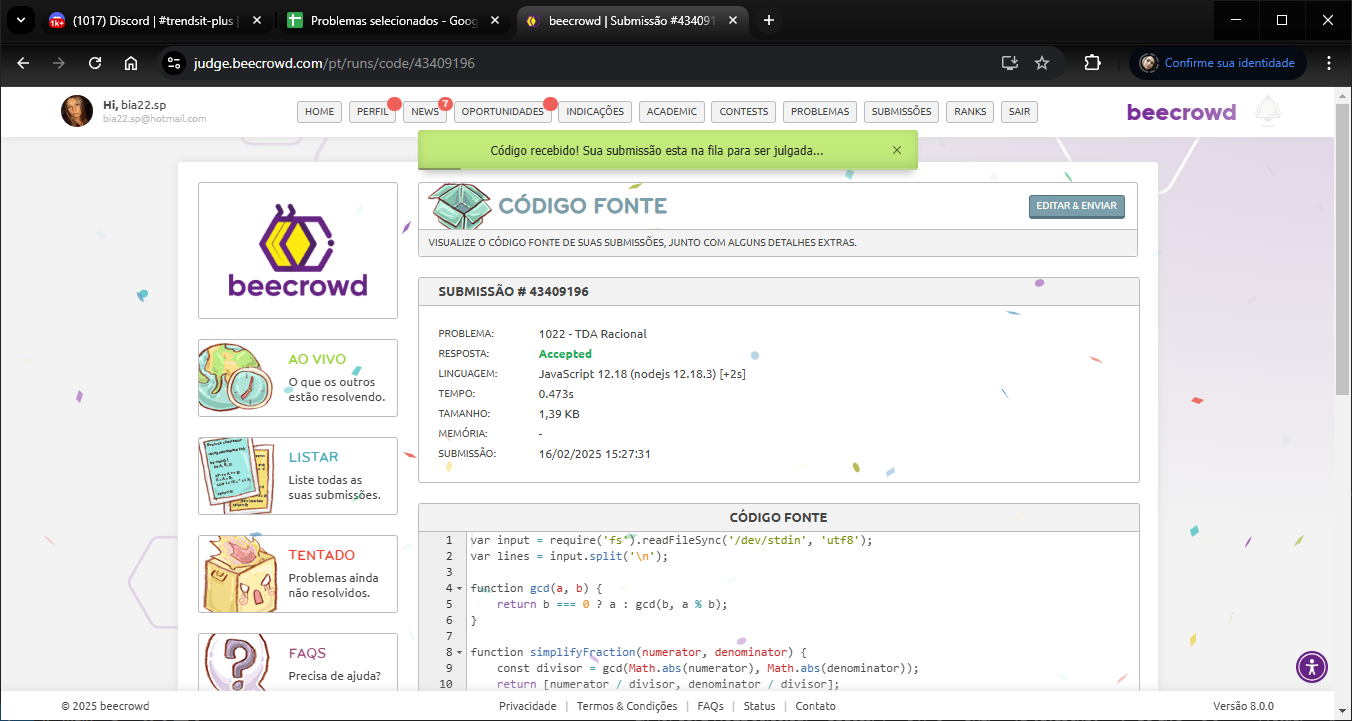 (1017) Discord | #trendsit-plus |
Problemas selecionados - Goog
beecrowd | Submissão #434091
judge.beecrowd.com/pt/runs/code/43409196
Confirme sua identidade
Hi, bia22.sp
bia22.sp@hotmail.com
HOME
PERFIL
NEWS
7
OPORTUNIDADES
INDICAÇÕES
ACADEMIC
CONTESTS
PROBLEMAS
SUBMISSÕES
RANKS
SAIR
beecrowd
Código recebido! Sua submissão esta na fila para ser julgada...
beecrowd
CÓDIGO FONTE
EDITAR & ENVIAR
VISUALIZE O CÓDIGO FONTE DE SUAS SUBMISSÕES, JUNTO COM ALGUNS DETALHES EXTRAS.
AO VIVO
O que os outros
estão resolvendo.
LISTAR
Liste todas as
suas submissões.
TENTADO
Problemas ainda
não resolvidos.
FAQS
Precisa de ajuda?
SUBMISSÃO # 43409196
PROBLEMA: 1022 - TDA Racional
RESPOSTA: Accepted
LINGUAGEM: JavaScript 12.18 (nodejs 12.18.3) [+2s]
TEMPO: 0.473s
TAMANHO: 1,39 KB
MEMÓRIA: -
SUBMISSÃO: 16/02/2025 15:27:31
CÓDIGO FONTE
1 var input = require('fs').readFileSync('/dev/stdin', 'utf8');
2 var lines = input.split('\n');
3
4 function gcd(a, b) {
5 return b === 0 ? a : gcd(b, a % b);
6 }
7
8 function simplifyFraction(numerator, denominator) {
9 const divisor = gcd(Math.abs(numerator), Math.abs(denominator));
10 return [numerator / divisor, denominator / divisor];
© 2025 beecrowd
Privacidade | Termos & Condições | FAQs | Status | Contato
Versão 8.0.0